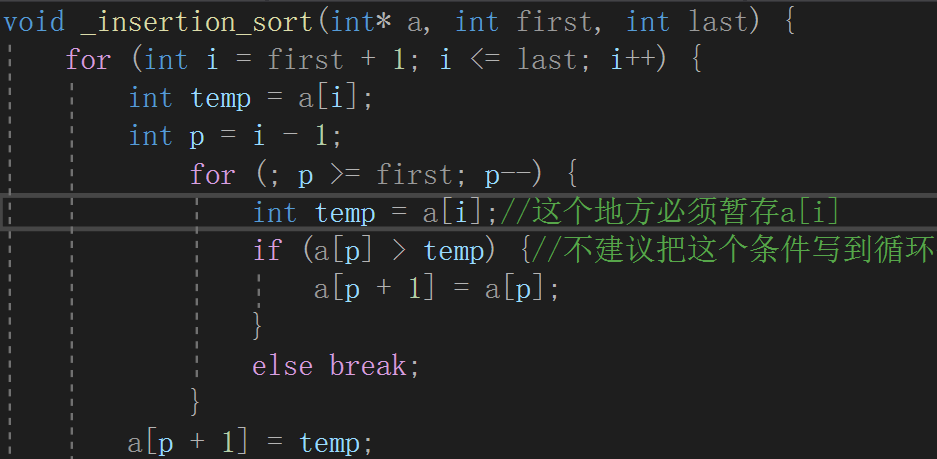 void _insertion_sort(int* a, int first, int last) {
for (int i = first + 1; i <= last; i++) {
int temp = a[i];
int p = i - 1;
for (; p >= first; p--) {
int temp = a[i];//这个地方必须暂存a[i]
if (a[p] > temp) {//不建议把这个条件写到循环
a[p + 1] = a[p];
}
else break;
}
a[p + 1] = temp;